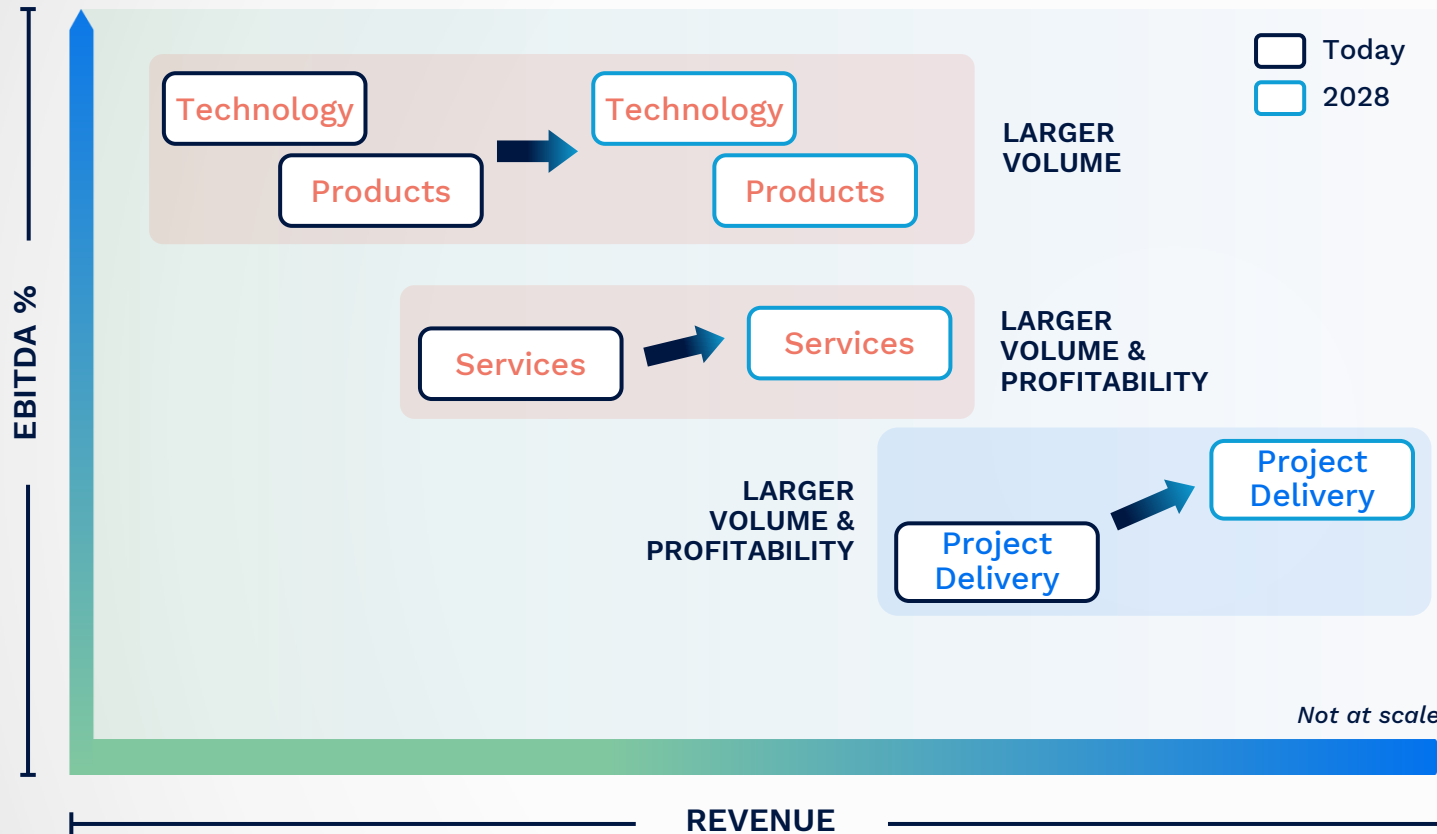 Today
2028
Technology
Technology
Products
Products
LARGER
VOLUME
EBITDA %
Services
Services
LARGER
VOLUME &
PROFITABILITY
LARGER
VOLUME &
PROFITABILITY
Project
Delivery
Project
Delivery
Not at scale
REVENUE